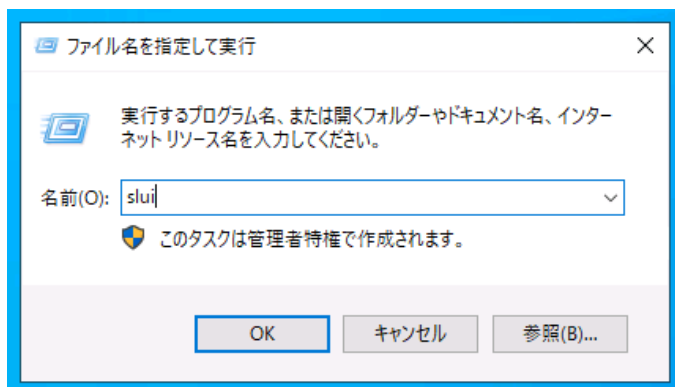 ファイル名を指定して実行
実行するプログラム名、または開くフォルダーやドキュメント名、インター
ネット リソース名を入力してください。
名前(O): slui
このタスクは管理者特権で作成されます。
OK キャンセル 参照(B)...